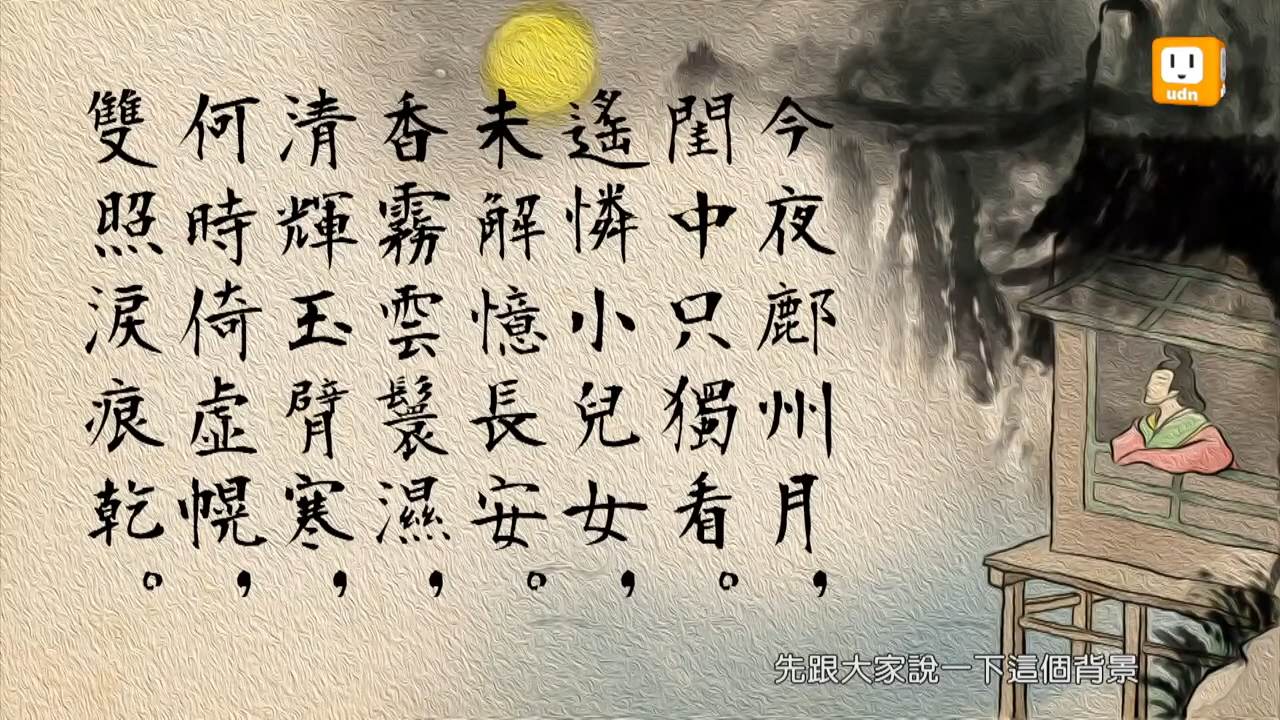 今夜鄜州月，
閨中只獨看。
遙憐小兒女，
未解憶長安。
香霧雲鬟濕，
清輝玉臂寒，
何時倚虛幌，
雙照淚痕乾。
udn
先跟大家說一下這個背景